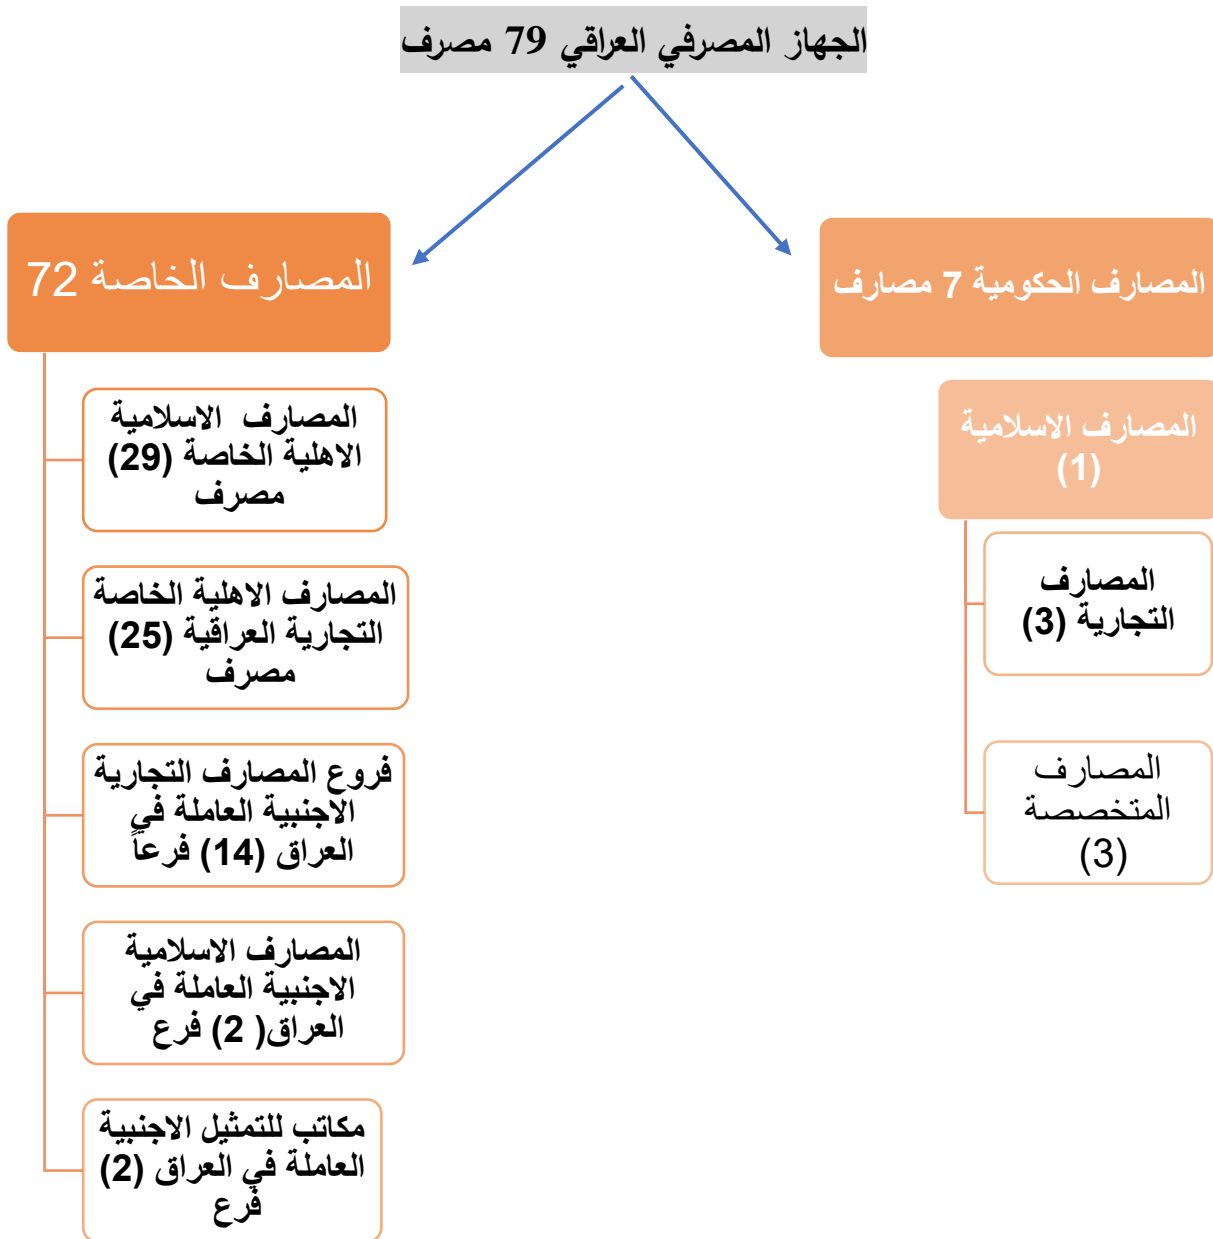 الجهاز المصرفي العراقي 79 مصرف
المصارف الحكومية 7 مصارف
المصارف الاسلامية
(1)
المصارف
التجارية (3)
المصارف
المتخصصة
(3)
المصارف الخاصة 72
المصارف الاسلامية
الاهلية الخاصة (29)
مصرف
المصارف الاهلية الخاصة
التجارية العراقية (25)
مصرف
فروع المصارف التجارية
الاجنبية العاملة في
العراق (14) فرعاً
المصارف الاسلامية
الاجنبية العاملة في
العراق( 2) فرع
مكاتب للتمثيل الاجنبية
العاملة في العراق (2)
فرع